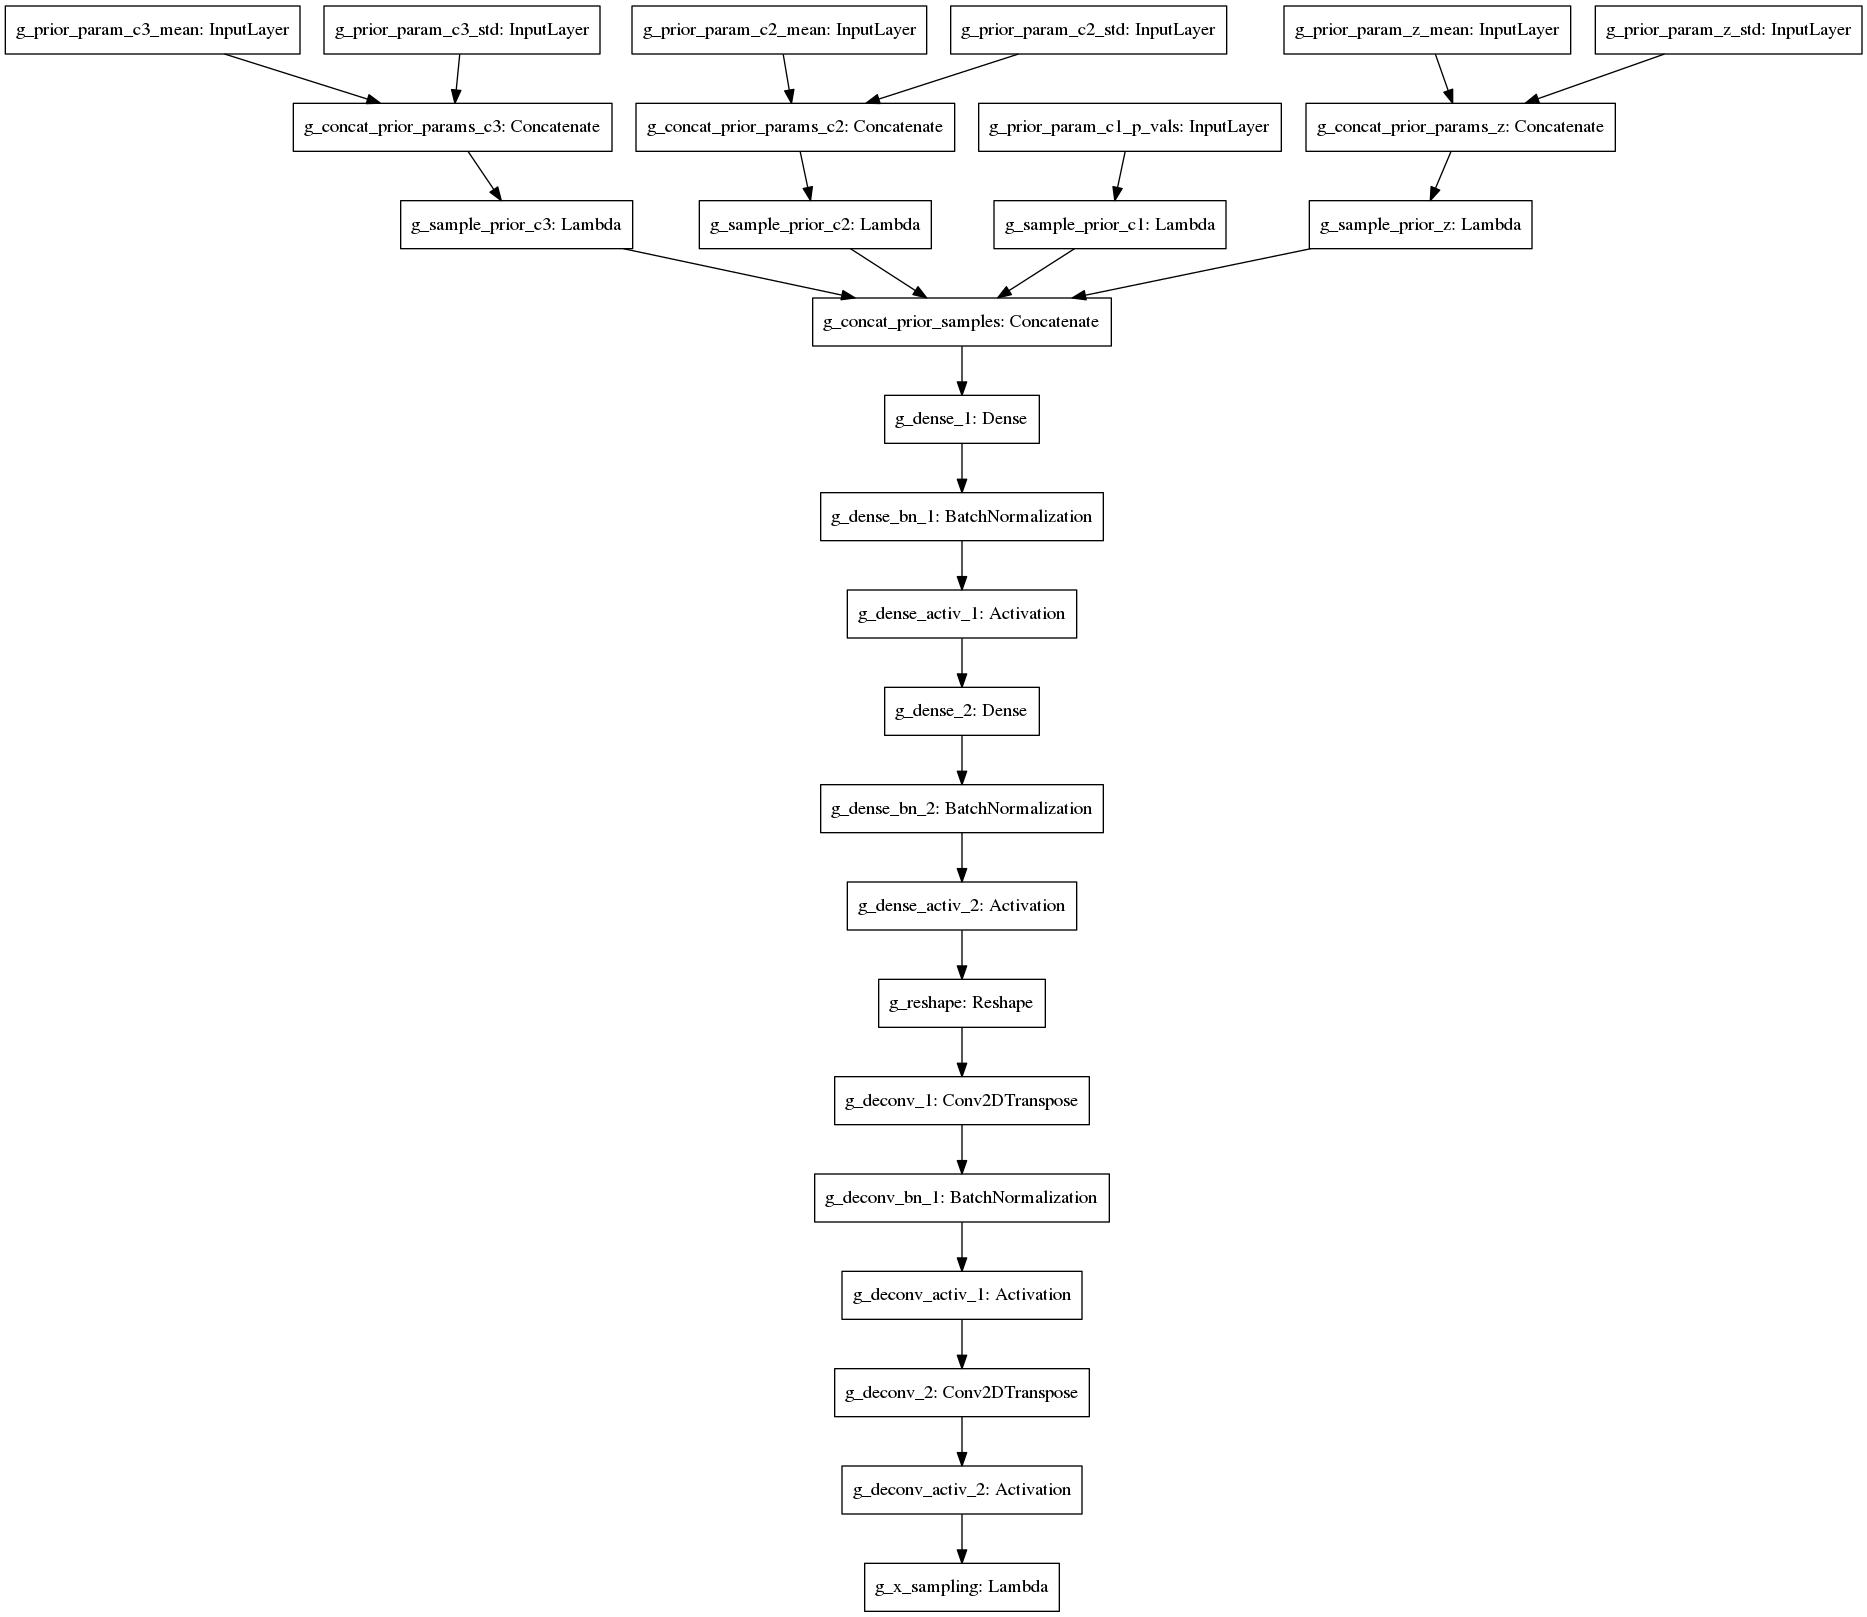 g_prior_param_c3_mean: InputLayer
g_prior_param_c3_std: InputLayer
g_prior_param_c2_mean: InputLayer
g_prior_param_c2_std: InputLayer
g_prior_param_z_mean: InputLayer
g_prior_param_z_std: InputLayer
g_concat_prior_params_c3: Concatenate
g_concat_prior_params_c2: Concatenate
g_prior_param_c1_p_vals: InputLayer
g_concat_prior_params_z: Concatenate
g_sample_prior_c3: Lambda
g_sample_prior_c2: Lambda
g_sample_prior_c1: Lambda
g_sample_prior_z: Lambda
g_concat_prior_samples: Concatenate
g_dense_1: Dense
g_dense_bn_1: BatchNormalization
g_dense_activ_1: Activation
g_dense_2: Dense
g_dense_bn_2: BatchNormalization
g_dense_activ_2: Activation
g_reshape: Reshape
g_deconv_1: Conv2DTranspose
g_deconv_bn_1: BatchNormalization
g_deconv_activ_1: Activation
g_deconv_2: Conv2DTranspose
g_deconv_activ_2: Activation
g_x_sampling: Lambda